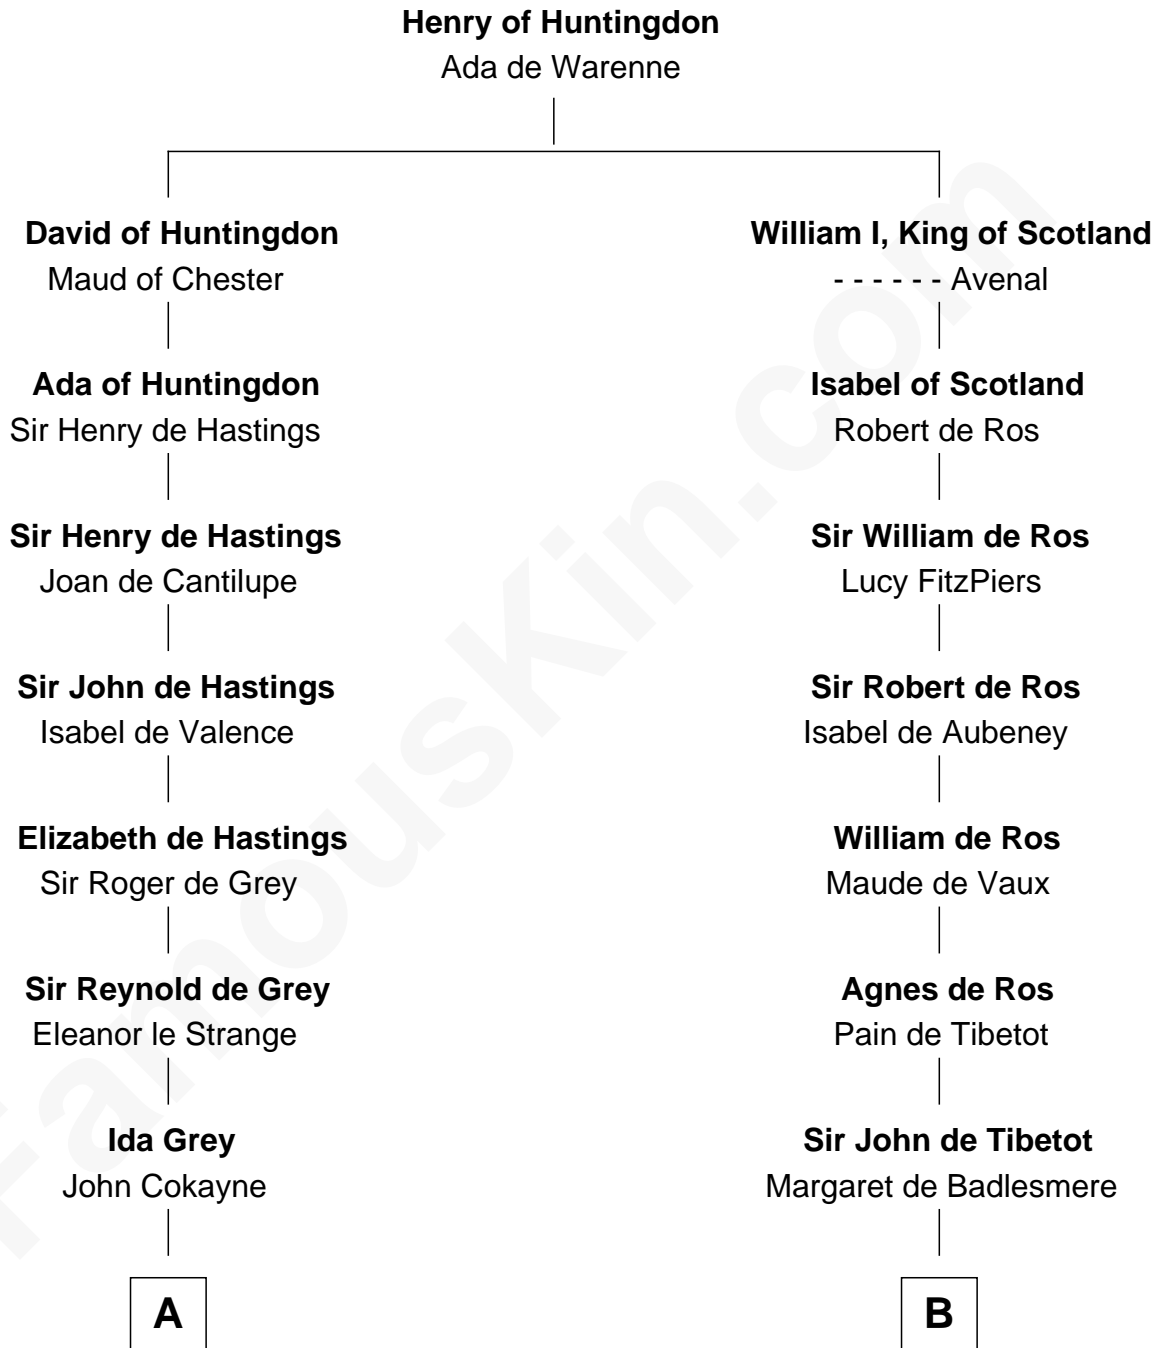 Henry of Huntingdon
Ada de Warenne
David of Huntingdon
Maud of Chester
William I, King of Scotland
- - - - - - Avenal
Ada of Huntingdon
Sir Henry de Hastings
Isabel of Scotland
Robert de Ros
Sir Henry de Hastings
Joan de Cantilupe
Sir William de Ros
Lucy FitzPiers
Sir John de Hastings
Isabel de Valence
Sir Robert de Ros
Isabel de Aubeney
Elizabeth de Hastings
Sir Roger de Grey
William de Ros
Maude de Vaux
Sir Reynold de Grey
Eleanor le Strange
Agnes de Ros
Pain de Tibetot
Ida Grey
John Cokayne
Sir John de Tibetot
Margaret de Badlesmere
A
B
FamousKin.com